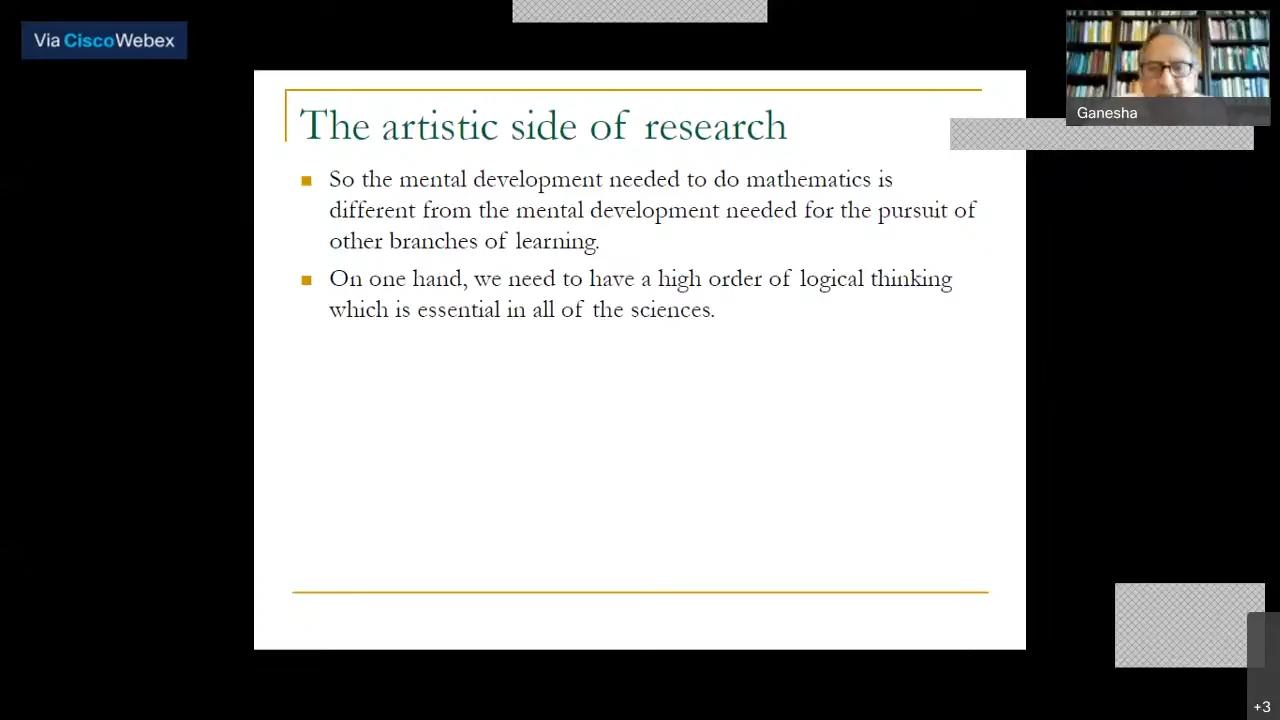 Via Cisco Webex
Ganesha
The artistic side of research
So the mental development needed to do mathematics is
different from the mental development needed for the pursuit of
other branches of learning.
On one hand, we need to have a high order of logical thinking
which is essential in all of the sciences.
+3